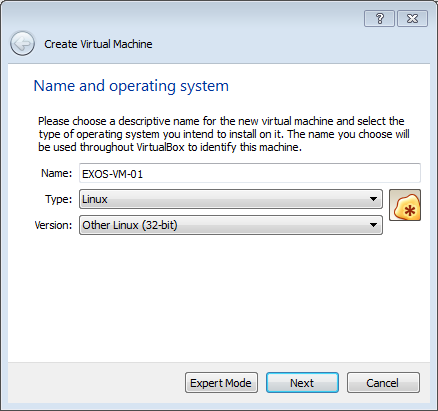 ?
Create Virtual Machine
Name and operating system
Please choose a descriptive name for the new virtual machine and select the
type of operating system you intend to install on it. The name you choose will
be used throughout VirtualBox to identify this machine.
Name: EXOS-VM-01
Type: Linux
Version: Other Linux (32-bit)
Expert Mode Next Cancel